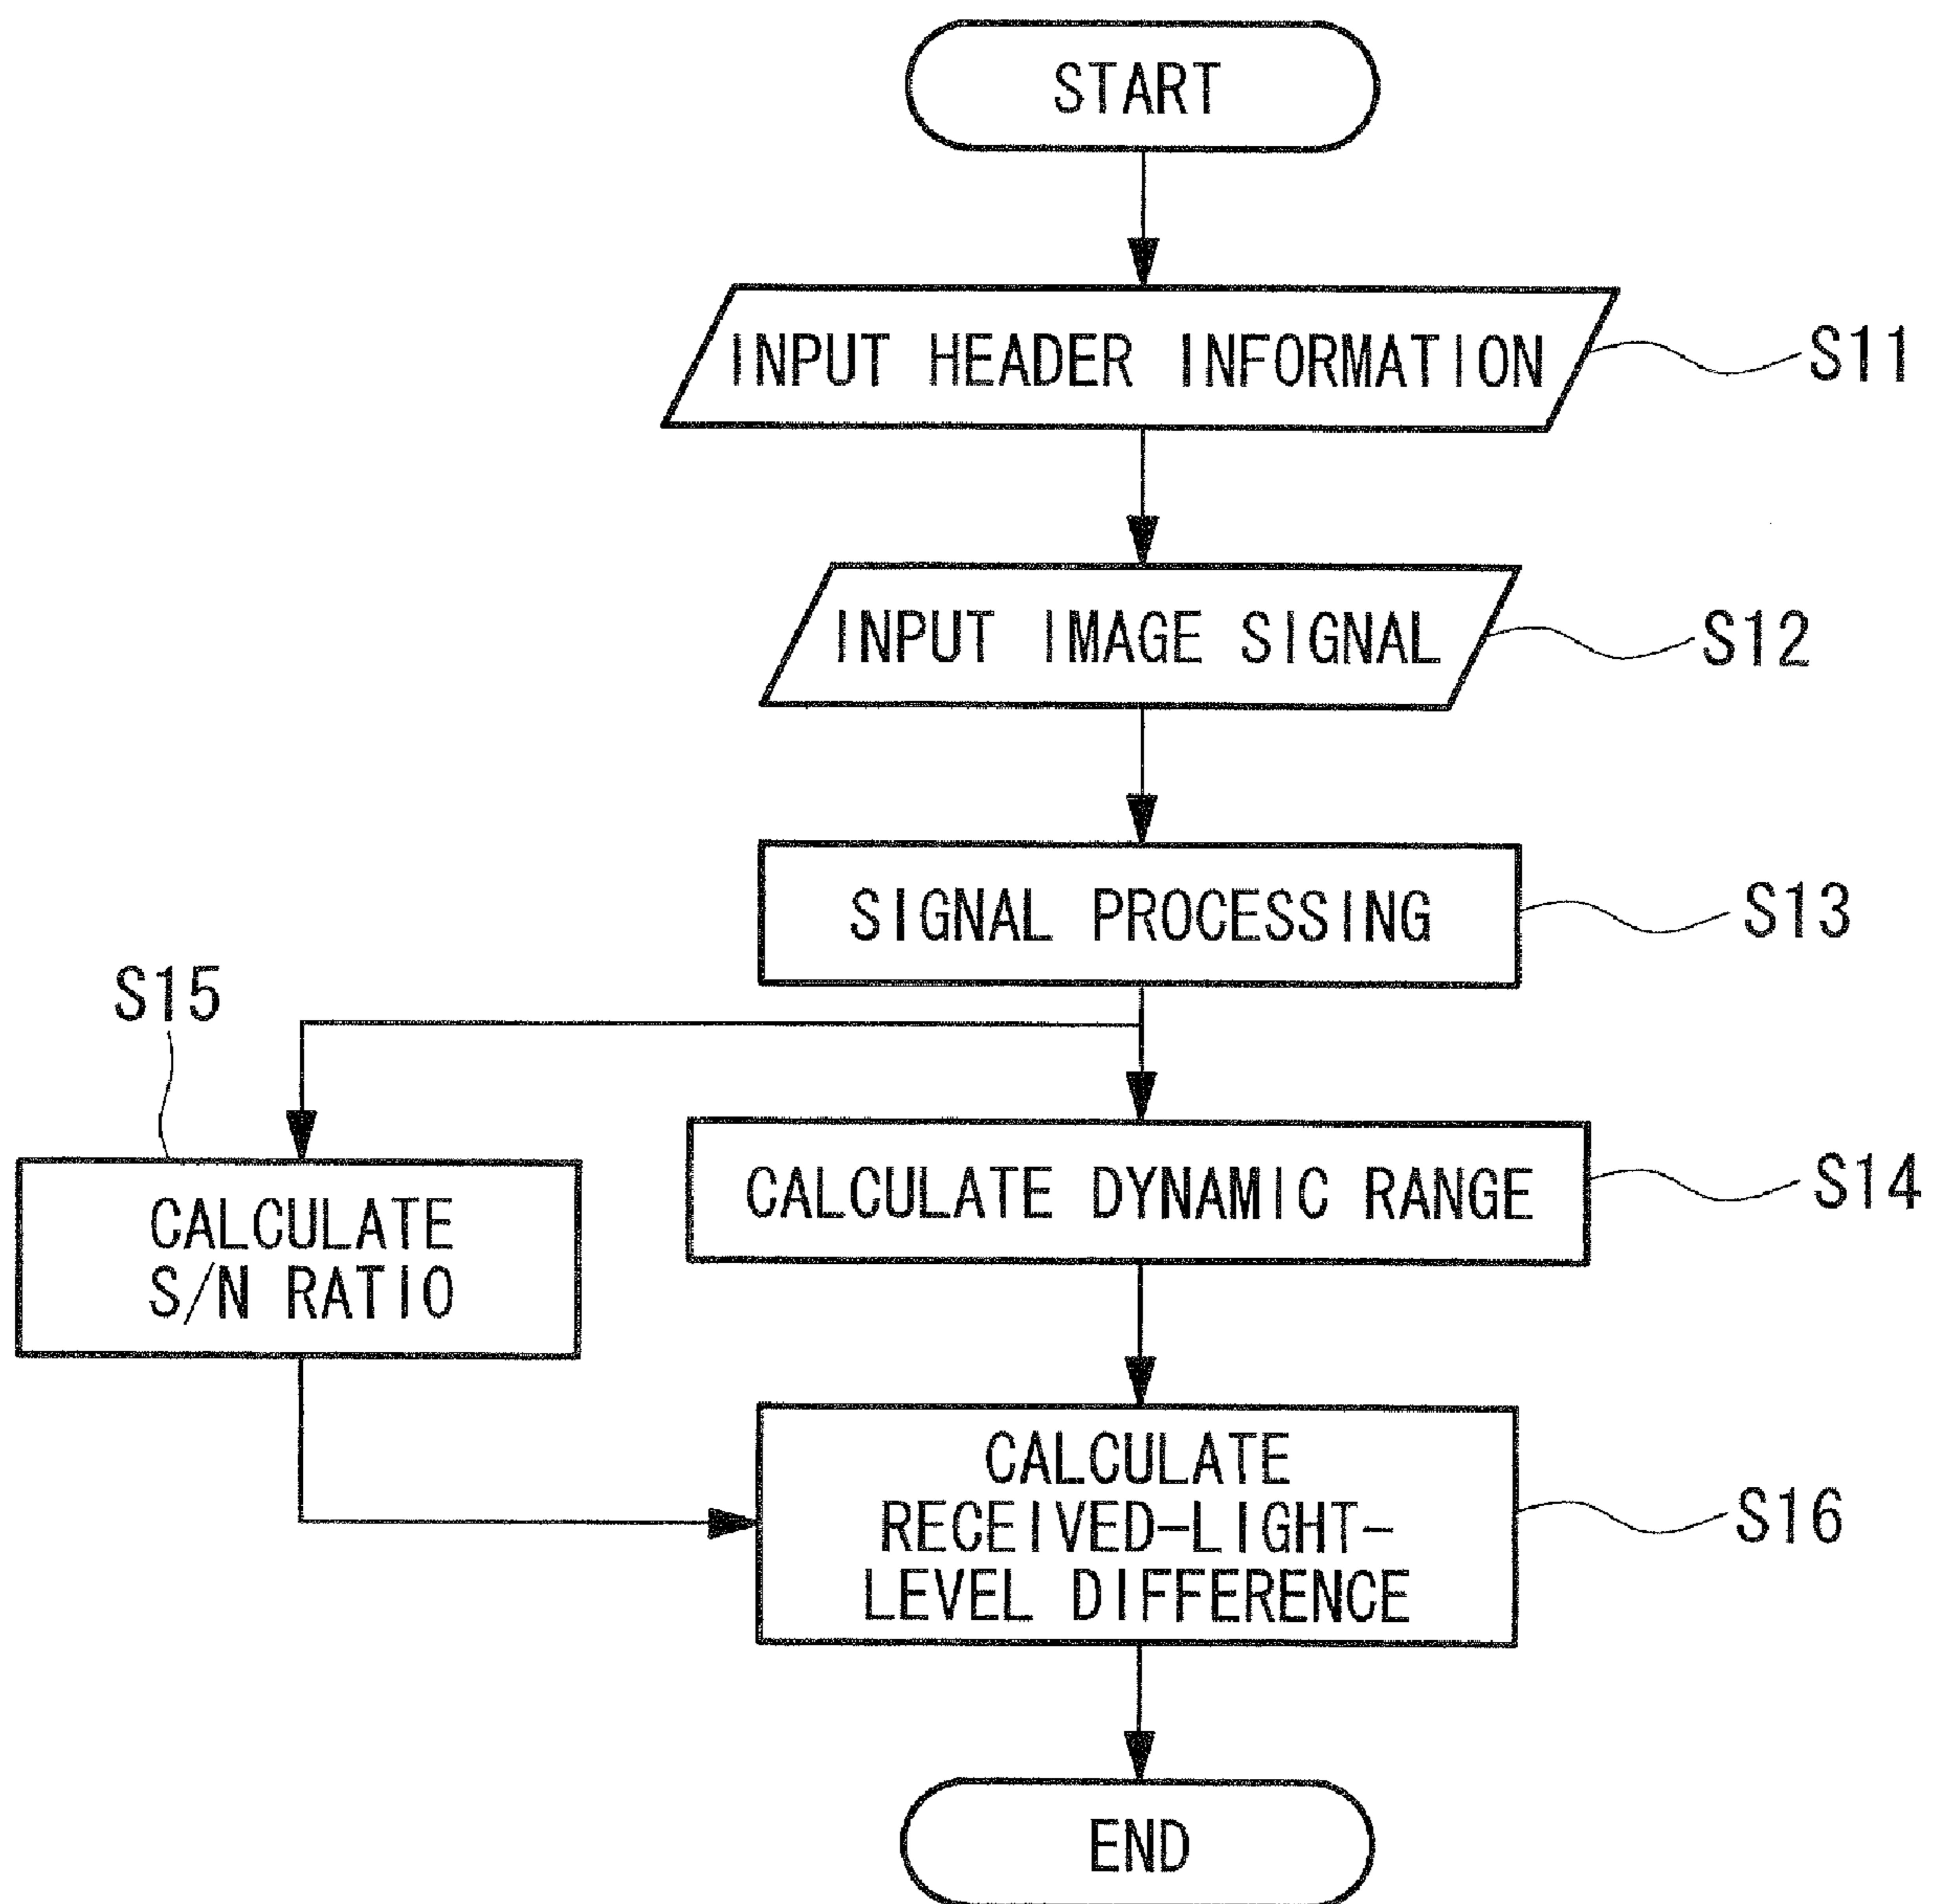 START
INPUT HEADER INFORMATION
S11
INPUT IMAGE SIGNAL
S12
SIGNAL PROCESSING
S13
S15
CALCULATE
S/N RATIO
CALCULATE DYNAMIC RANGE
S14
CALCULATE
RECEIVED-LIGHT-
LEVEL DIFFERENCE
S16
END